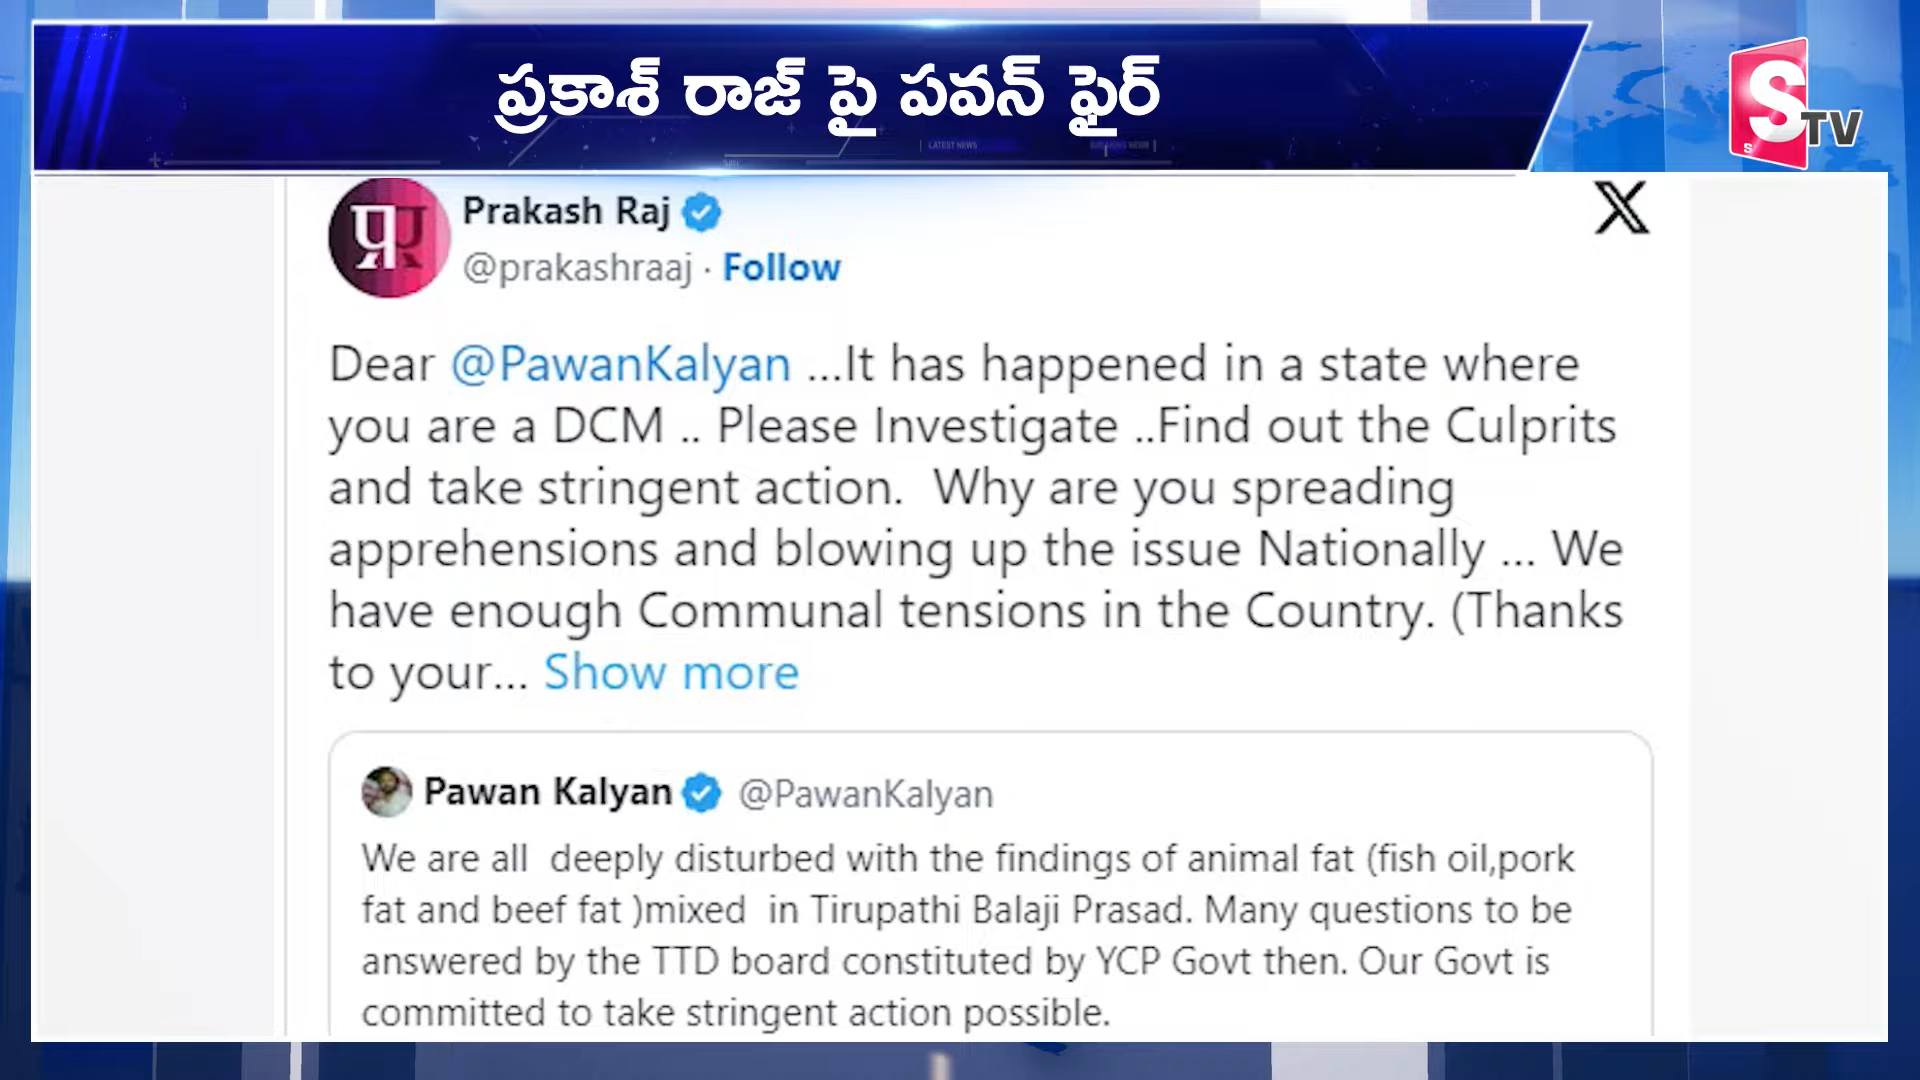 ప్రకాశ్ రాజ్ పై పవన్ ఫైర్
LATEST NEWS
S TV
S
Prakash Raj
@prakashraaj · Follow
Dear @PawanKalyan ...It has happened in a state where
you are a DCM .. Please Investigate ..Find out the Culprits
and take stringent action.  Why are you spreading
apprehensions and blowing up the issue Nationally ... We
have enough Communal tensions in the Country. (Thanks
to your... Show more
Pawan Kalyan @PawanKalyan
We are all  deeply disturbed with the findings of animal fat (fish oil,pork
fat and beef fat )mixed  in Tirupathi Balaji Prasad. Many questions to be
answered by the TTD board constituted by YCP Govt then. Our Govt is
committed to take stringent action possible.